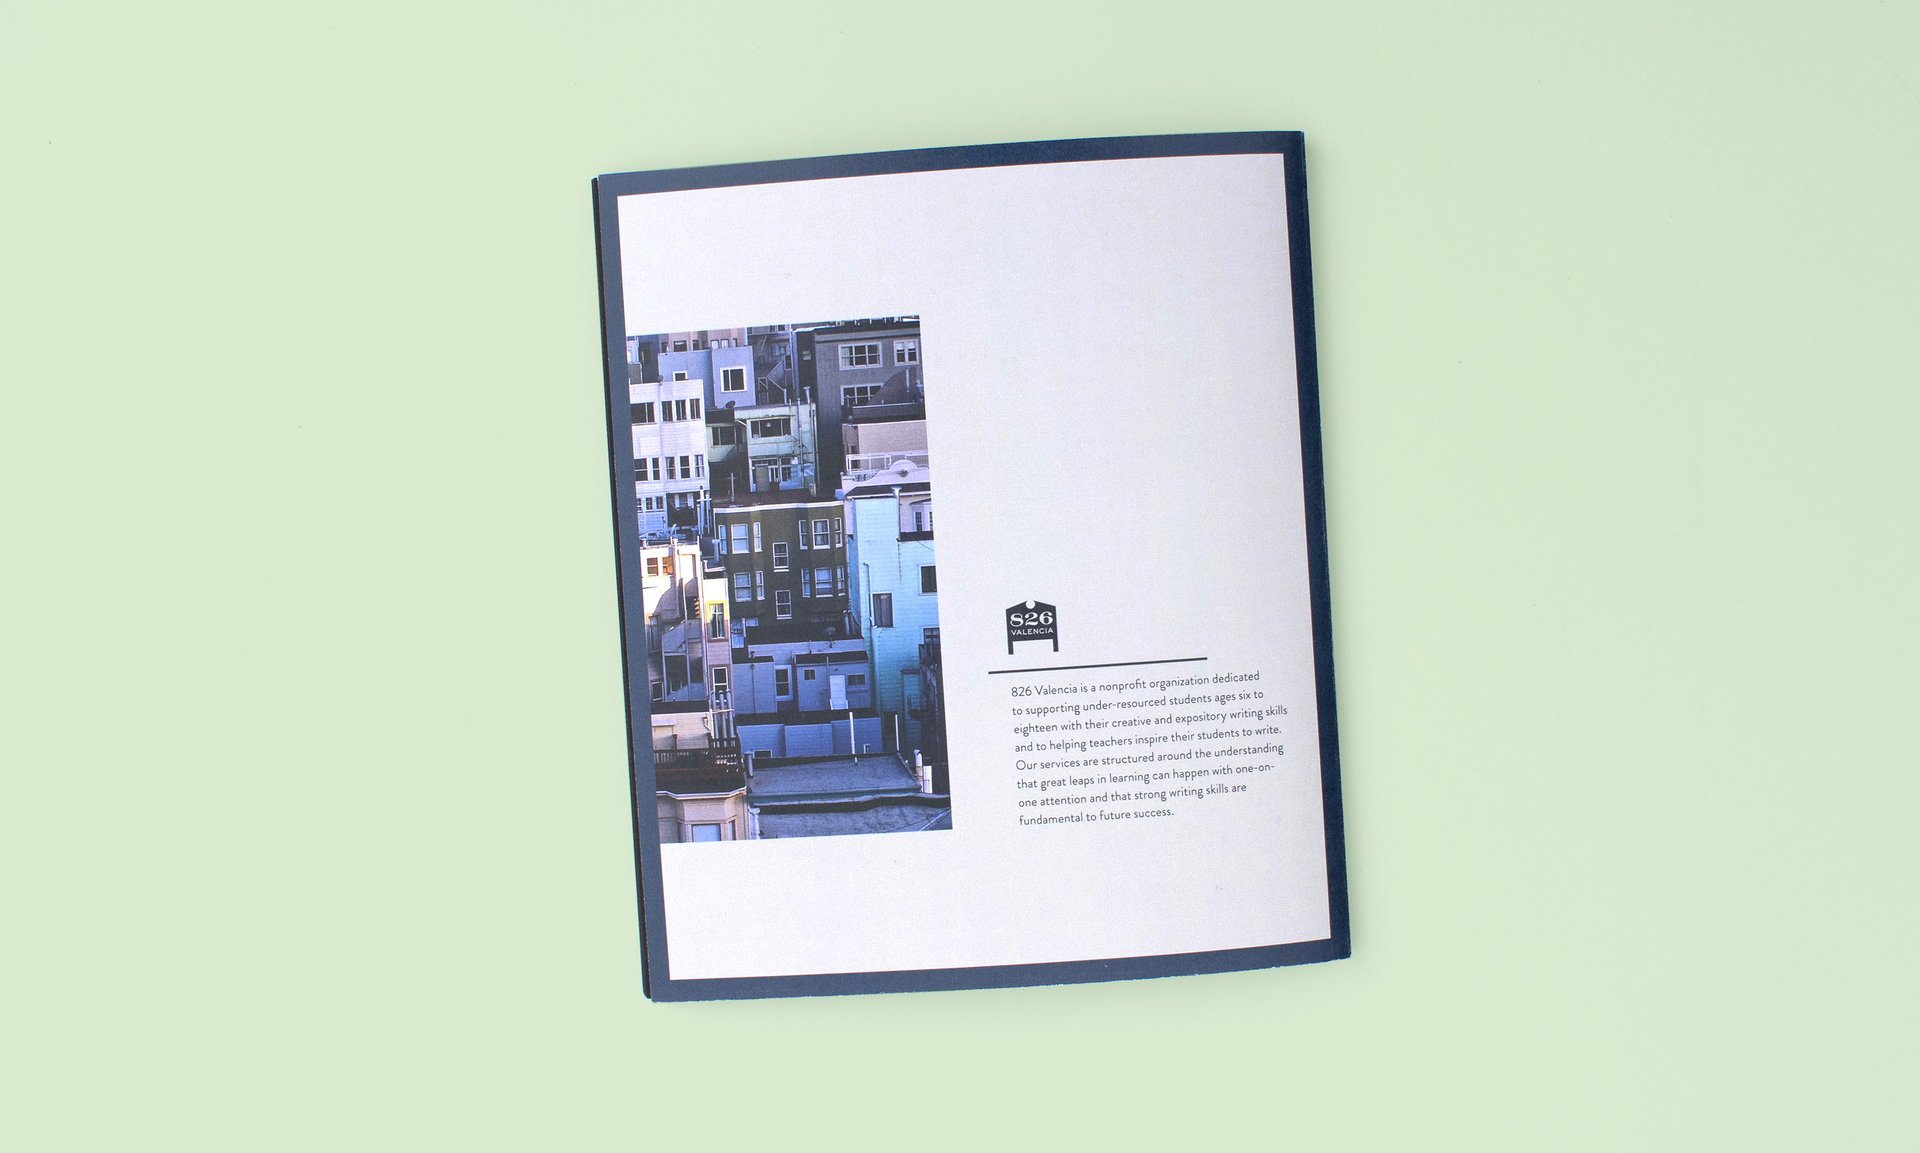 826
VALENCIA
826 Valencia is a nonprofit organization dedicated
to supporting under-resourced students ages six to
eighteen with their creative and expository writing skills
and to helping teachers inspire their students to write.
Our services are structured around the understanding
that great leaps in learning can happen with one-on-
one attention and that strong writing skills are
fundamental to future success.